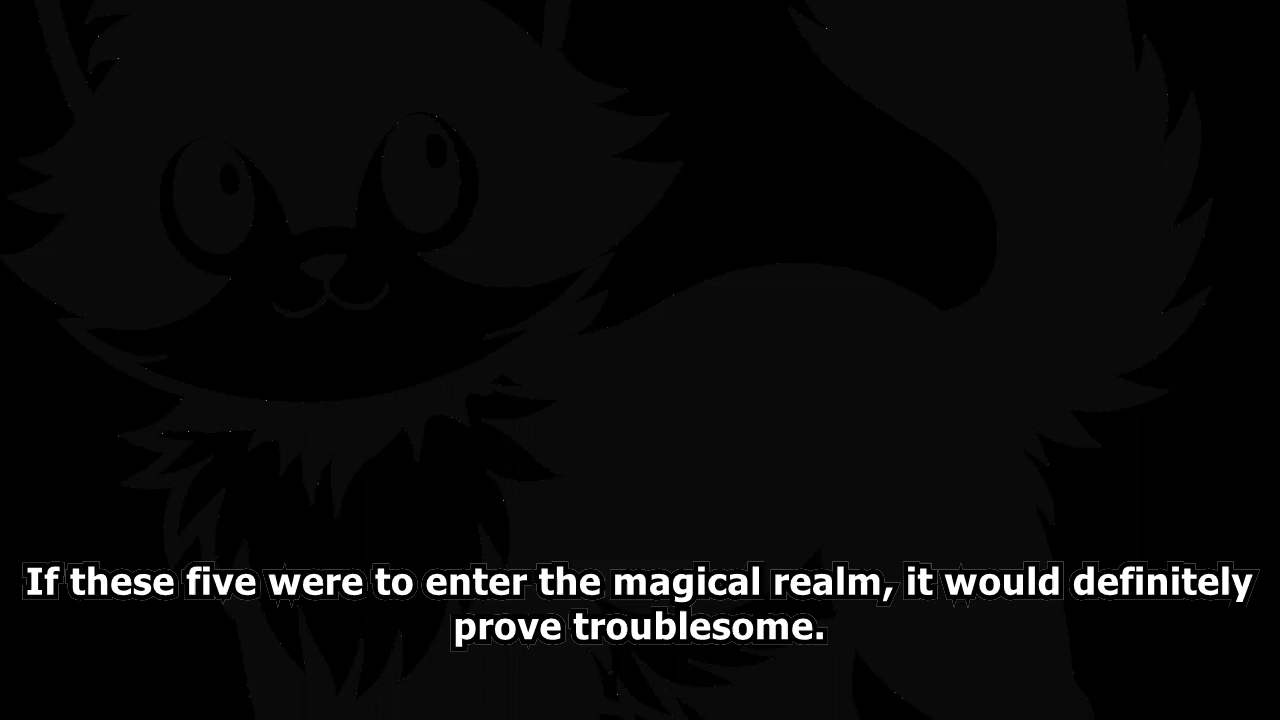 If these five were to enter the magical realm, it would definitely
prove troublesome.